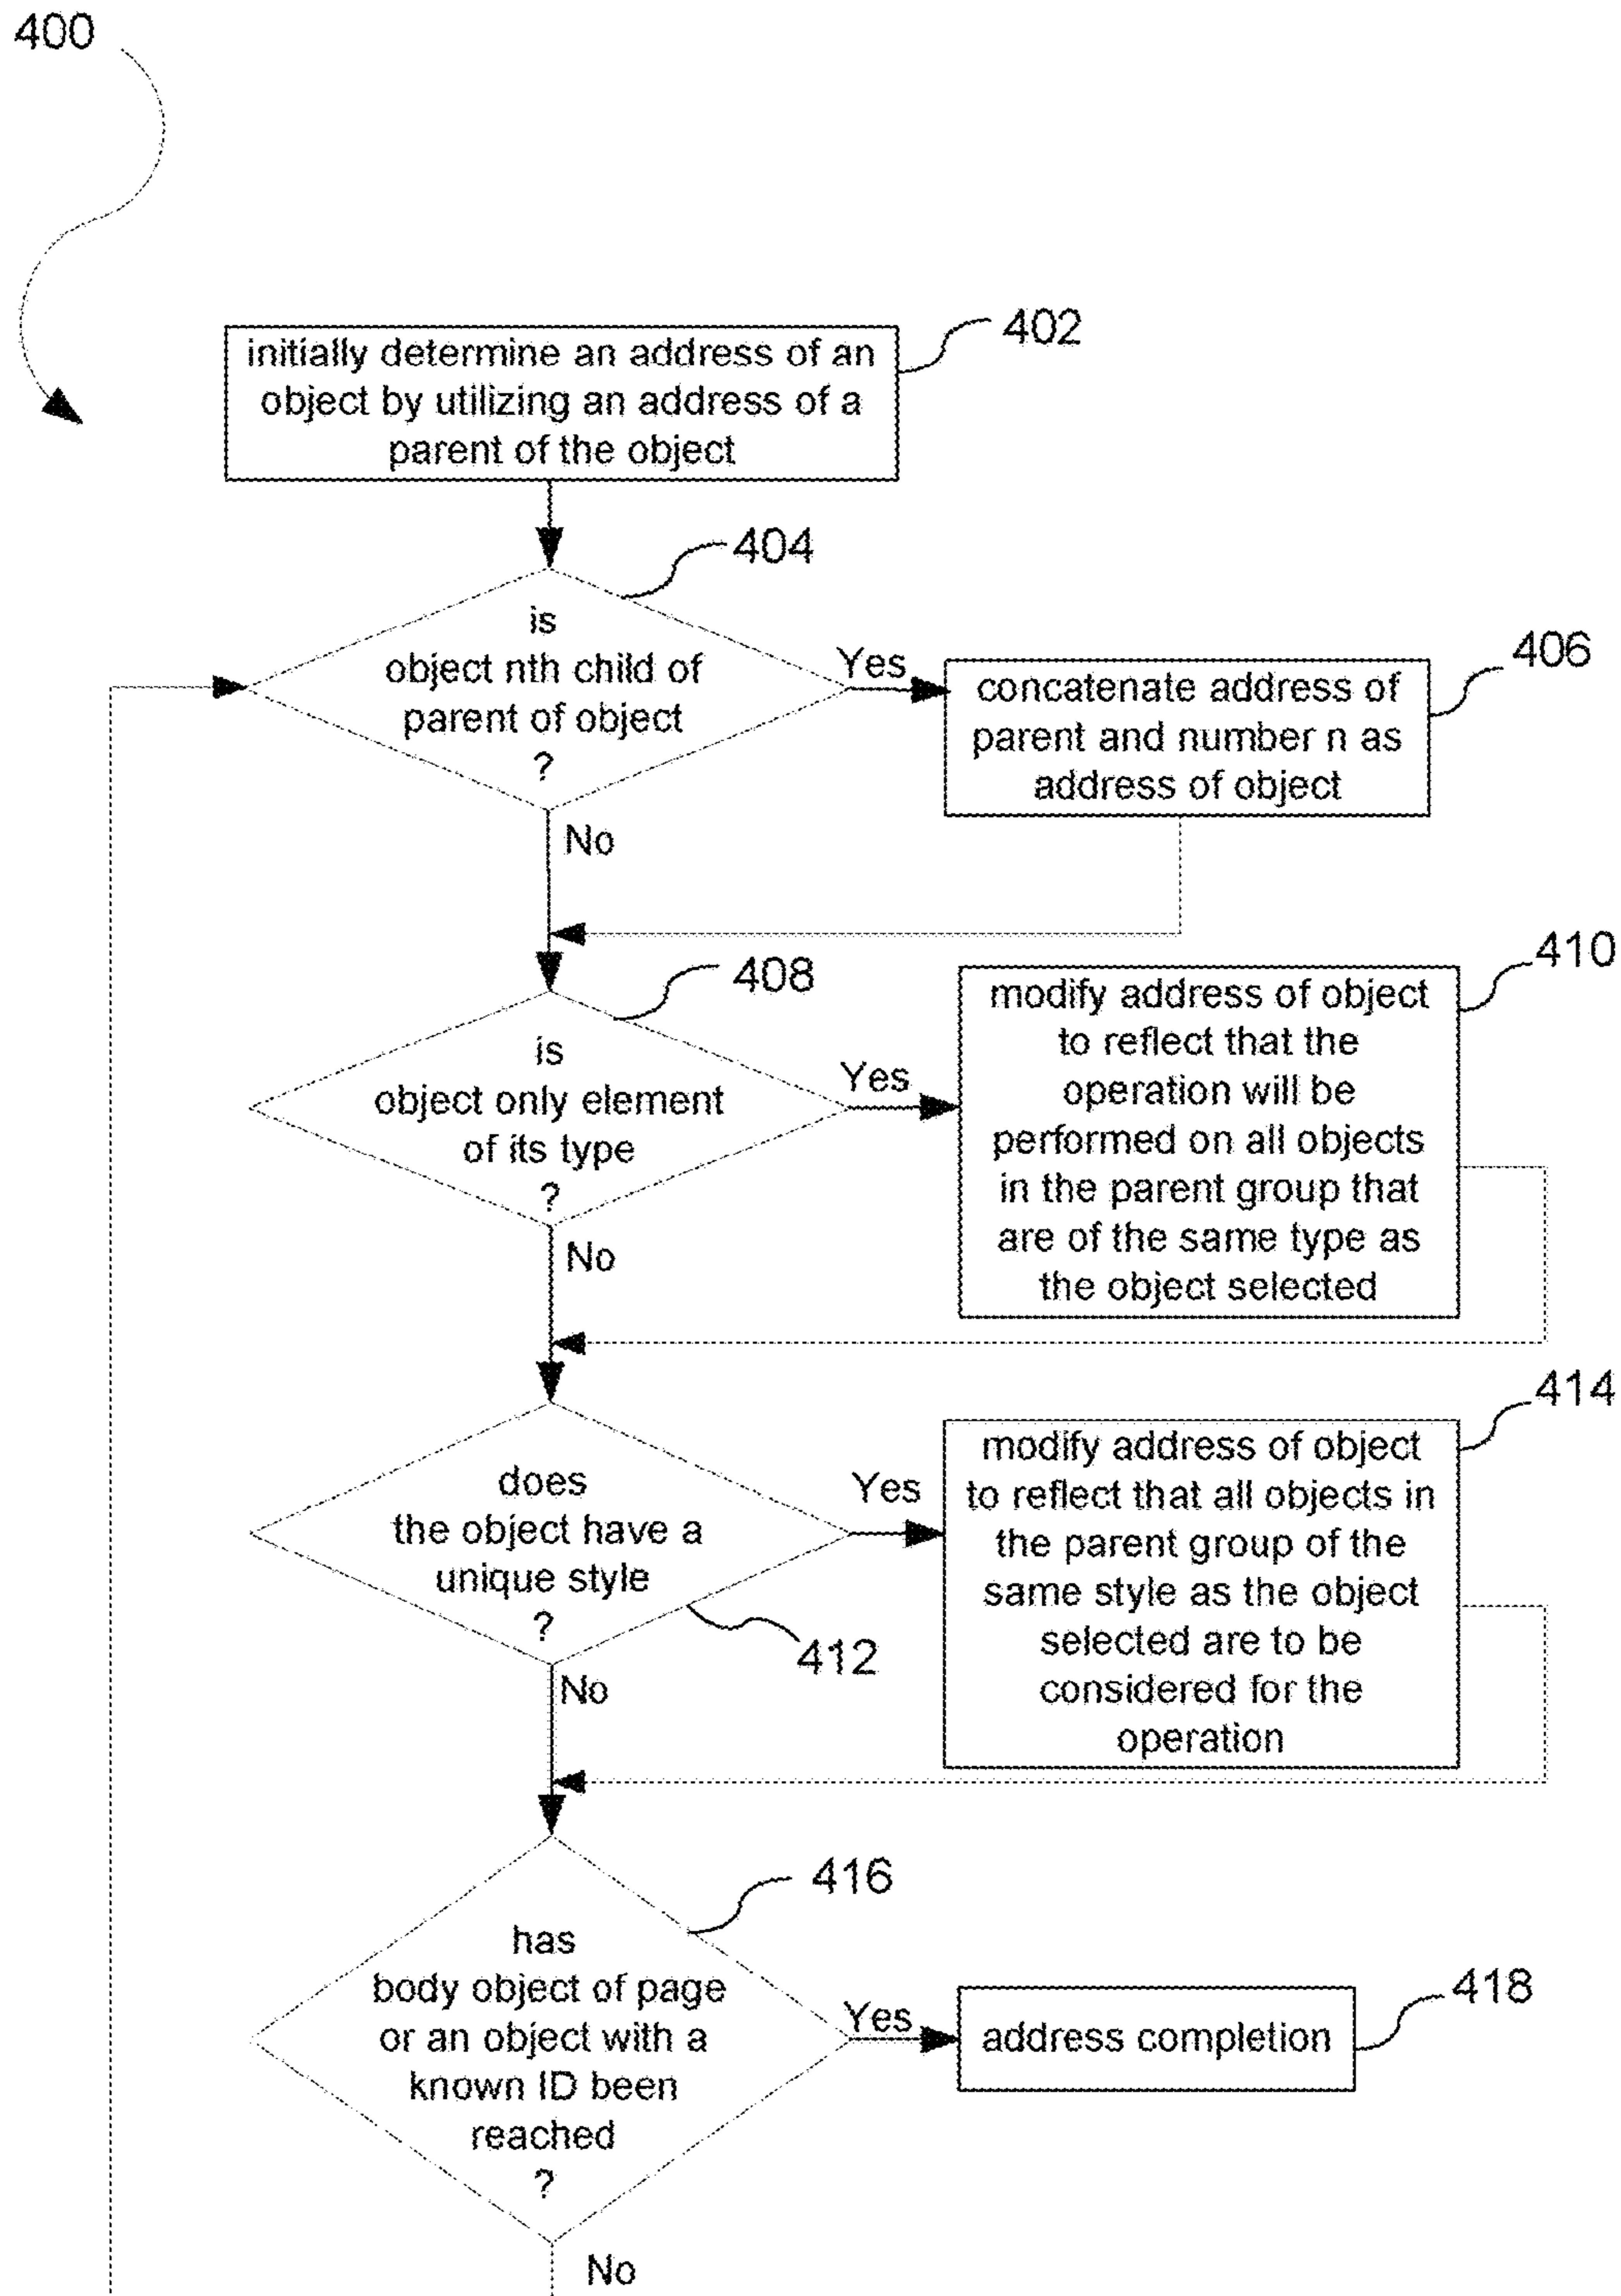 400
initially determine an address of an
object by utilizing an address of a
parent of the object
402
404
is
object nth child of
parent of object
?
Yes
concatenate address of
parent and number n as
address of object
406
No
408
is
object only element
of its type
?
Yes
modify address of object
to reflect that the
operation will be
performed on all objects
in the parent group that
are of the same type as
the object selected
410
No
does
the object have a
unique style
?
412
Yes
modify address of object
to reflect that all objects in
the parent group of the
same style as the object
selected are to be
considered for the
operation
414
No
416
has
body object of page
or an object with a
known ID been
reached
?
Yes
address completion
418
No